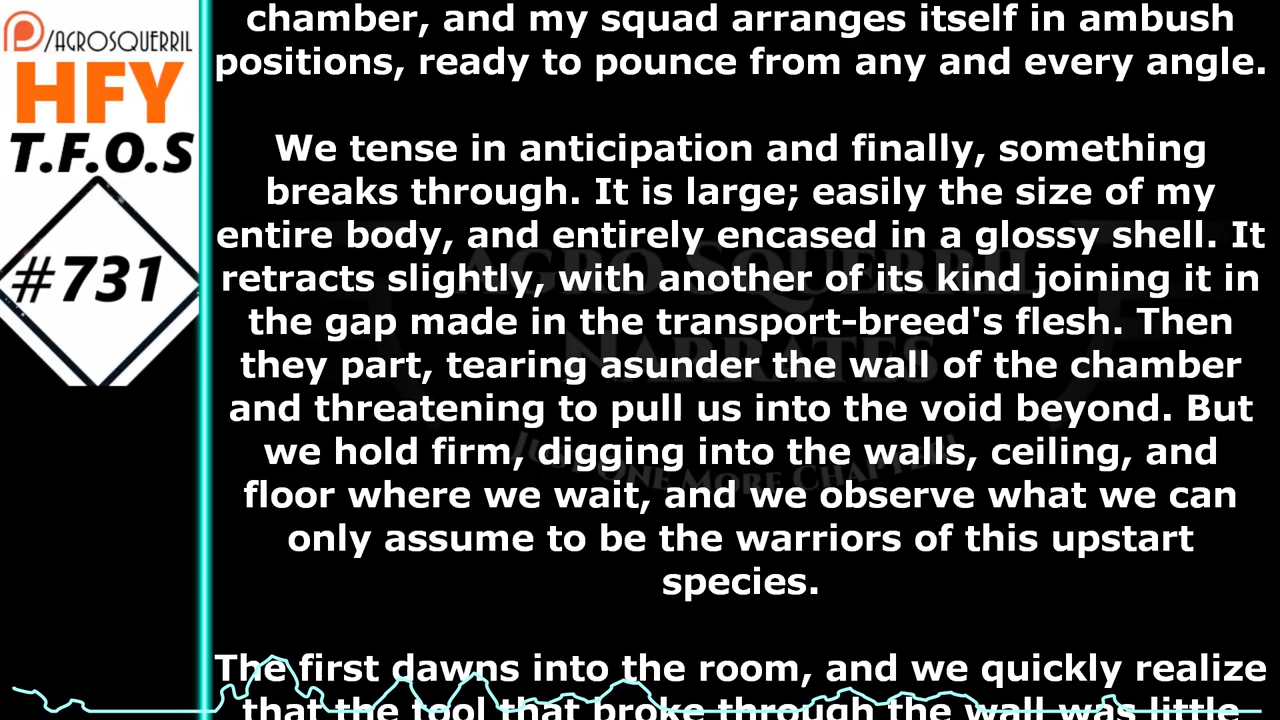 /AGROSQUERRIL
HFY
T.F.O.S
#731
chamber, and my squad arranges itself in ambush
positions, ready to pounce from any and every angle.
We tense in anticipation and finally, something
breaks through. It is large; easily the size of my
entire body, and entirely encased in a glossy shell. It
retracts slightly, with another of its kind joining it in
the gap made in the transport-breed's flesh. Then
they part, tearing asunder the wall of the chamber
and threatening to pull us into the void beyond. But
we hold firm, digging into the walls, ceiling, and
floor where we wait, and we observe what we can
only assume to be the warriors of this upstart
species.
The first dawns into the room, and we quickly realize
that the tool that broke through the wall was little
AGRO SQUERRIL
NARRATES
JUST ONE MORE CHAPTER